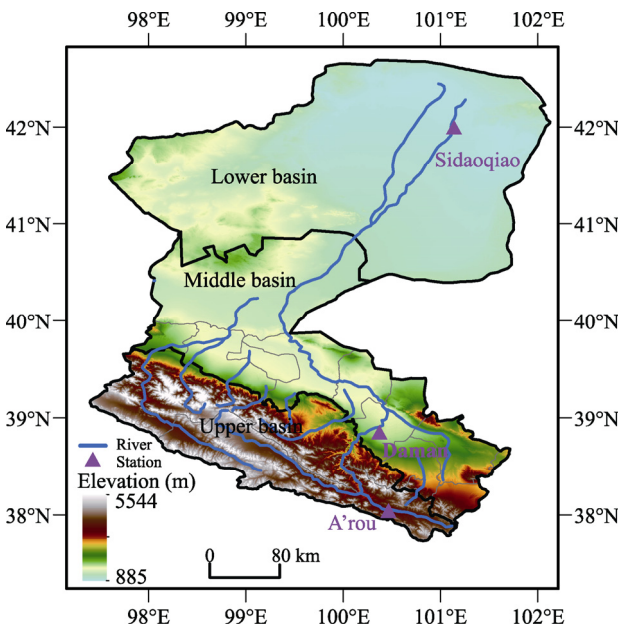 98°E 99°E 100°E 101°E 102°E
42°N 42°N
Sidaoqiao
Lower basin
41°N 41°N
Middle basin
40°N 40°N
39°N 39°N
Upper basin
River
Daman
Station
Elevation (m)
5544
38°N 38°N
A'rou
0 80 km
885
98°E 99°E 100°E 101°E 102°E